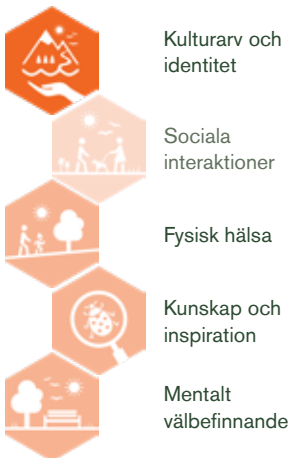 Kulturarv och
identitet
Sociala
interaktioner
Fysisk hälsa
Kunskap och
inspiration
Mentalt
välbefinnande